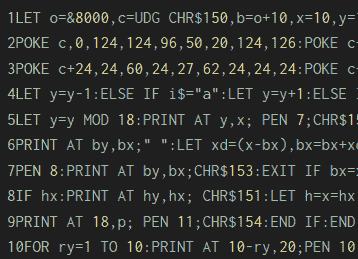 1LET o=&8000,c=UDG CHR$150,b=o+10,x=10,y=
2POKE c,0,124,124,96,50,20,124,126:POKE c-
3POKE c+24,24,60,24,27,62,24,24,24:POKE c-
4LET y=y-1:ELSE IF i$="a":LET y=y+1:ELSE
5LET y=y MOD 18:PRINT AT y,x; PEN 7;CHR$15
6PRINT AT by,bx;" ":LET xd=(x-bx),bx=bx+x
7PEN 8:PRINT AT by,bx;CHR$153:EXIT IF bx=
8IF hx:PRINT AT hy,hx; CHR$151:LET h=x=hx
9PRINT AT 18,p; PEN 11;CHR$154:END IF:END
10FOR ry=1 TO 10:PRINT AT 10-ry,20;PEN 10